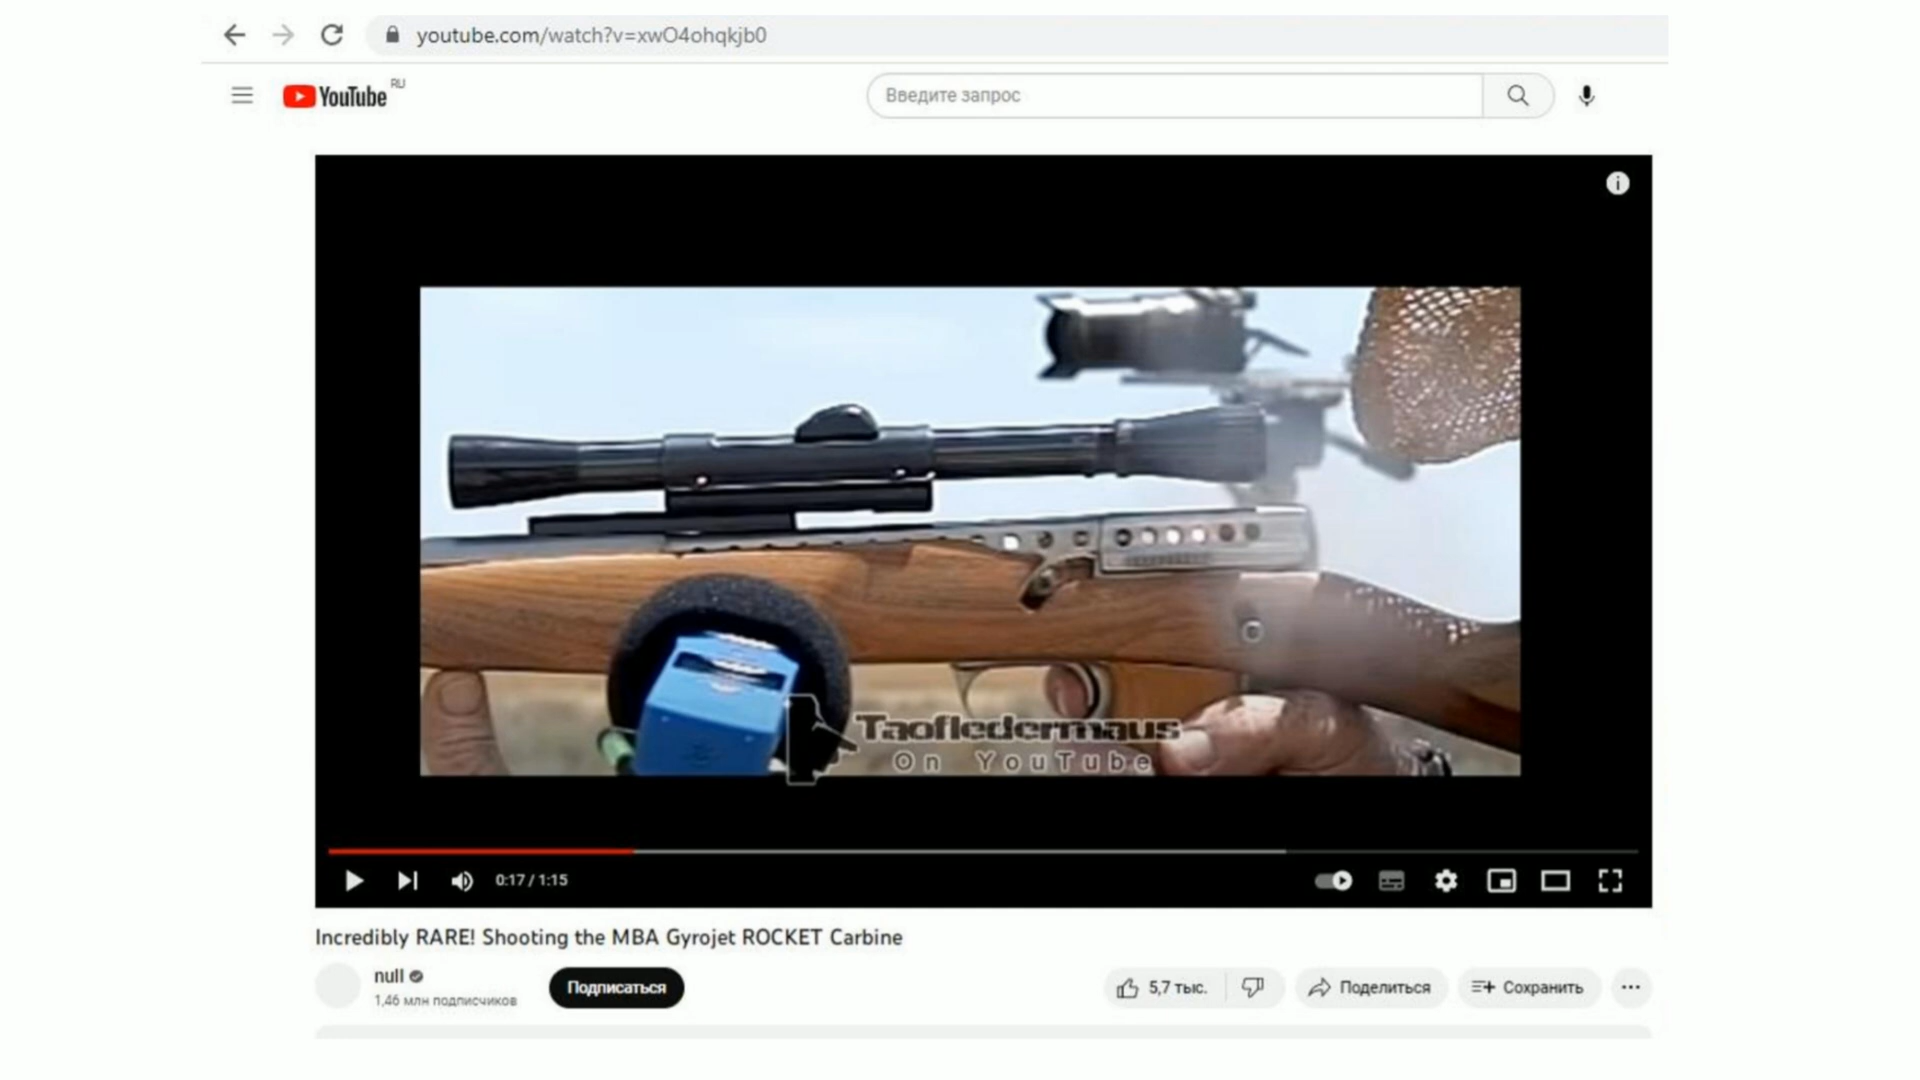 youtube.com/watch?v=xwO4ohqkjb0
YouTube RU
Введите запрос
Taofledermaus
On YouTube
0:17 / 1:15
Incredibly RARE! Shooting the MBA Gyrojet ROCKET Carbine
null
1,46 млн подписчиков
Подписаться
5,7 тыс.
Поделиться
Сохранить